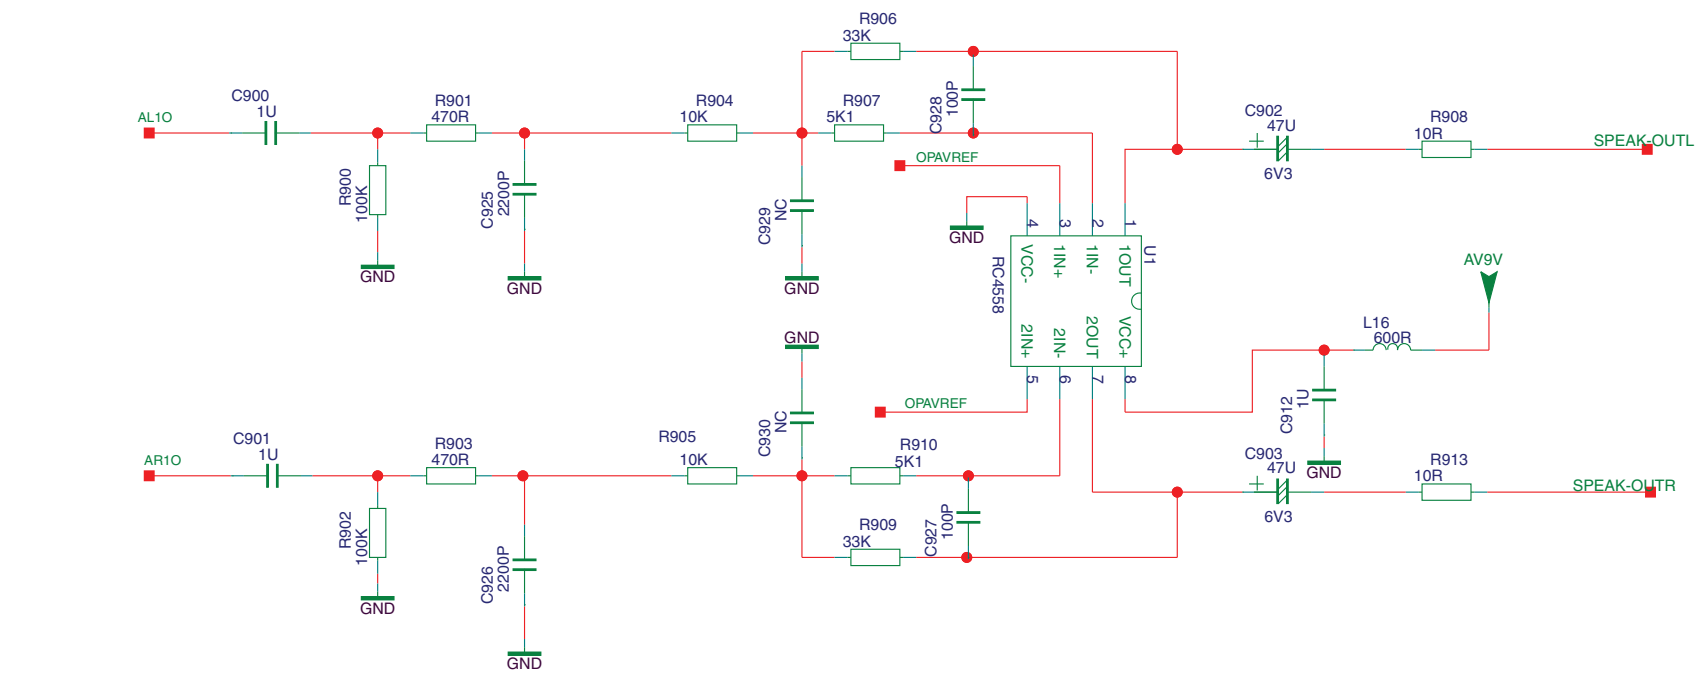 R906
33K
C900
1U
R901
470R
R904
10K
R907
5K1
C928
100P
C902
47U
6V3
R908
10R
AL1O
SPEAK-OUTL
OPAVREF
R900
100K
GND
C925
2200P
GND
C929
NC
GND
GND
4
3
2
1
VCC-
1IN+
1IN-
1OUT
U1
RC4558
2IN+
2IN-
2OUT
VCC+
5
6
7
8
AV9V
L16
600R
C912
1U
GND
GND
C930
NC
OPAVREF
C901
1U
R903
470R
R905
10K
R910
5K1
C903
47U
6V3
R913
10R
AR1O
SPEAK-OUTR
R902
100K
GND
C926
2200P
GND
R909
33K
C927
100P